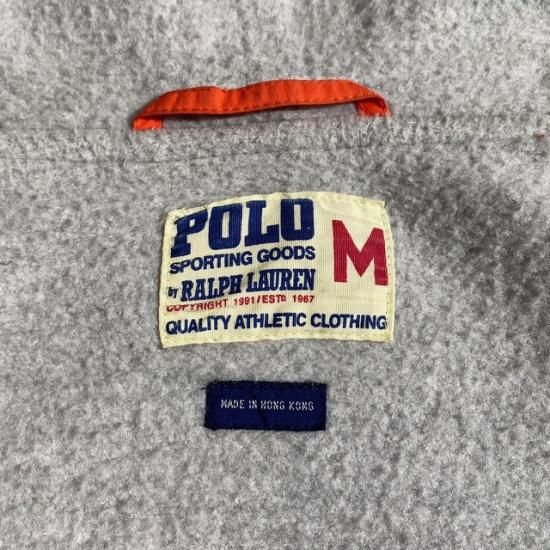 POLO
M
SPORTING GOODS
by RALPH LAUREN
COPYRIGHT 1991/ESTD 1967
QUALITY ATHLETIC CLOTHING
MADE IN HONG KONG